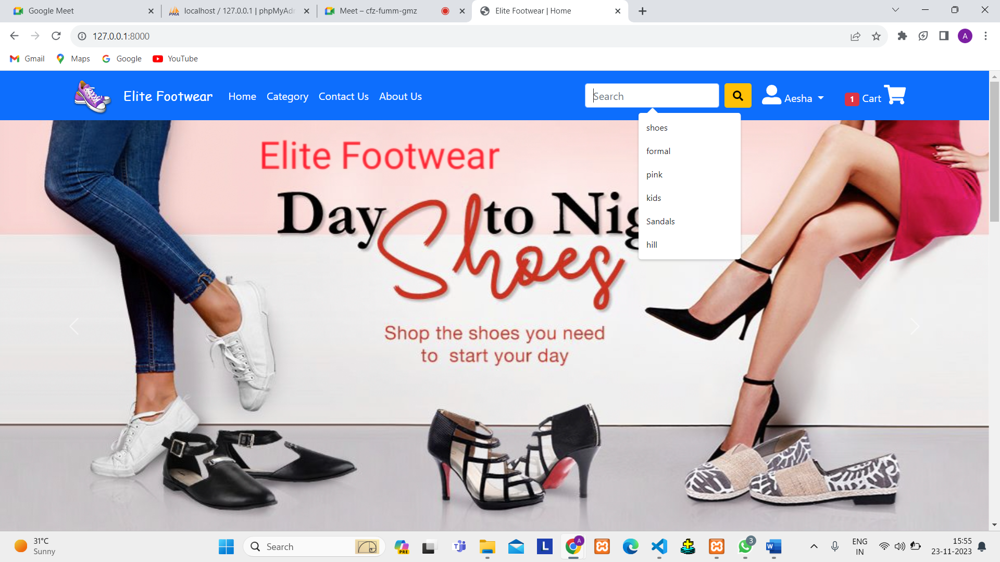 Google Meet
localhost / 127.0.0.1 | phpMyAdr
Meet – cfz-fumm-gmz
Elite Footwear | Home
127.0.0.1:8000
A
Gmail
Maps
Google
YouTube
Elite Footwear
Home
Category
Contact Us
About Us
Search
Aesha
1
Cart
shoes
formal
pink
kids
Sandals
hill
Elite Footwear
Day to Nig
Shoes
Shop the shoes you need
to start your day
31°C
Sunny
Search
PRE
L
A
3
W
ENG
IN
15:55
23-11-2023